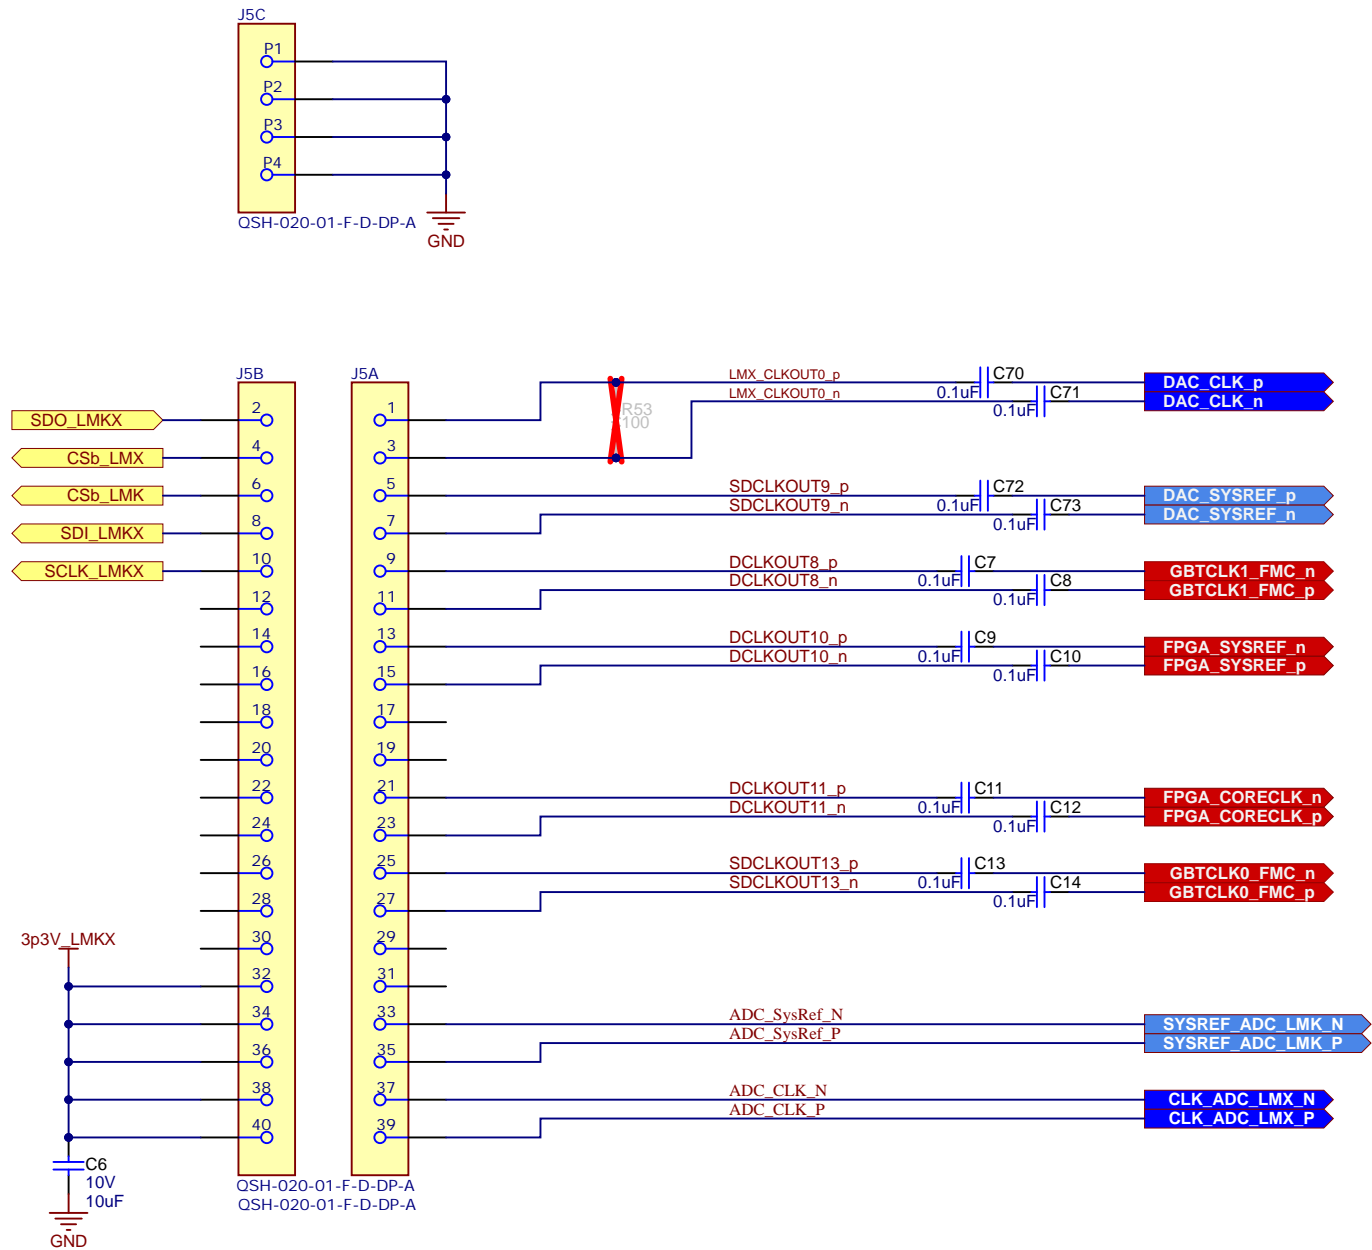 J5C
P1
P2
P3
P4
QSH-020-01-F-D-DP-A
GND
J5B
J5A
SDO_LMKX
CSb_LMX
CSb_LMK
SDI_LMKX
SCLK_LMKX
2
4
6
8
10
12
14
16
18
20
22
24
26
28
30
32
34
36
38
40
1
3
5
7
9
11
13
15
17
19
21
23
25
27
29
31
33
35
37
39
R53
100
LMX_CLKOUT0_p
LMX_CLKOUT0_n
0.1uF
C70
0.1uF
C71
DAC_CLK_p
DAC_CLK_n
SDCLKOUT9_p
SDCLKOUT9_n
0.1uF
C72
0.1uF
C73
DAC_SYSREF_p
DAC_SYSREF_n
DCLKOUT8_p
DCLKOUT8_n
0.1uF
C7
0.1uF
C8
GBTCLK1_FMC_n
GBTCLK1_FMC_p
DCLKOUT10_p
DCLKOUT10_n
0.1uF
C9
0.1uF
C10
FPGA_SYSREF_n
FPGA_SYSREF_p
DCLKOUT11_p
DCLKOUT11_n
0.1uF
C11
0.1uF
C12
FPGA_CORECLK_n
FPGA_CORECLK_p
SDCLKOUT13_p
SDCLKOUT13_n
0.1uF
C13
0.1uF
C14
GBTCLK0_FMC_n
GBTCLK0_FMC_p
ADC_SysRef_N
ADC_SysRef_P
SYSREF_ADC_LMK_N
SYSREF_ADC_LMK_P
ADC_CLK_N
ADC_CLK_P
CLK_ADC_LMX_N
CLK_ADC_LMX_P
3p3V_LMKX
C6
10V
10uF
GND
QSH-020-01-F-D-DP-A
QSH-020-01-F-D-DP-A